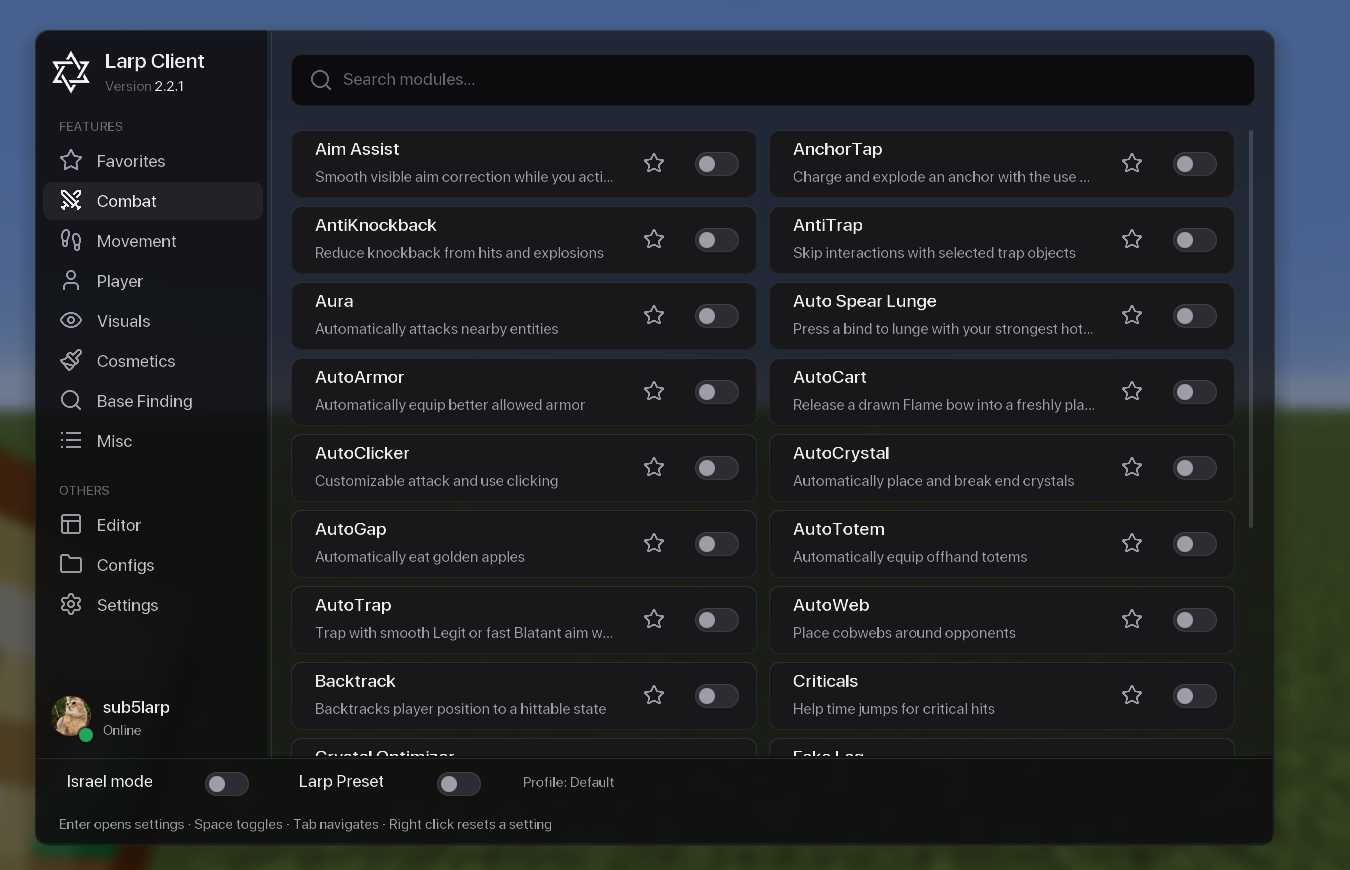 Larp Client
Version 2.2.1
FEATURES
Favorites
Combat
Movement
Player
Visuals
Cosmetics
Base Finding
Misc
OTHERS
Editor
Configs
Settings
sub5larp
Online
Search modules...
Aim Assist
Smooth visible aim correction while you acti...
AnchorTap
Charge and explode an anchor with the use ...
AntiKnockback
Reduce knockback from hits and explosions
AntiTrap
Skip interactions with selected trap objects
Aura
Automatically attacks nearby entities
Auto Spear Lunge
Press a bind to lunge with your strongest hot...
AutoArmor
Automatically equip better allowed armor
AutoCart
Release a drawn Flame bow into a freshly pla...
AutoClicker
Customizable attack and use clicking
AutoCrystal
Automatically place and break end crystals
AutoGap
Automatically eat golden apples
AutoTotem
Automatically equip offhand totems
AutoTrap
Trap with smooth Legit or fast Blatant aim w...
AutoWeb
Place cobwebs around opponents
Backtrack
Backtracks player position to a hittable state
Criticals
Help time jumps for critical hits
Crystal Optimizer
Fake Lag
Israel mode
Larp Preset
Profile: Default
Enter opens settings · Space toggles · Tab navigates · Right click resets a setting